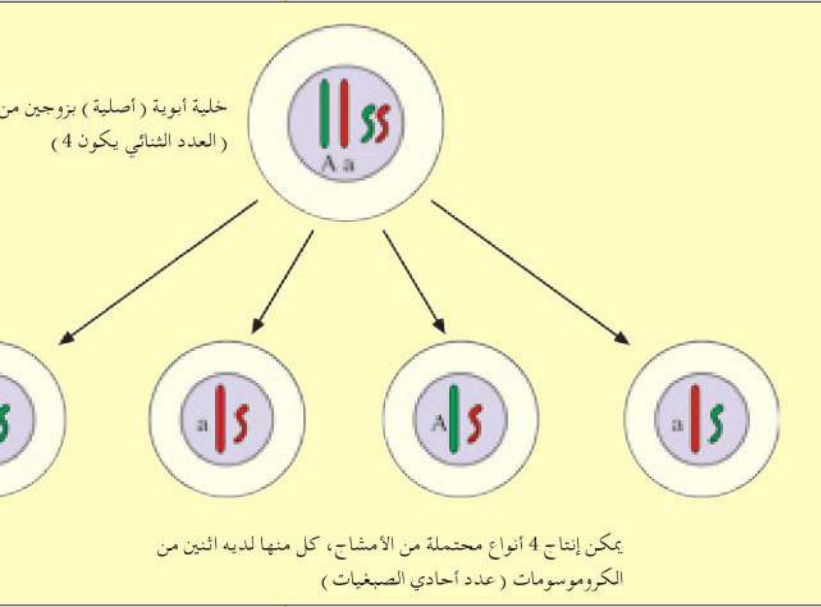 خلية أبوية ( أصلية ) بزوجين من
( العدد الثنائي يكون 4 )
A a
a
A
a
يمكن إنتاج 4 أنواع محتملة من الأمشاج، كل منها لديه اثنين من
الكروموسومات ( عدد أحادي الصبغيات )